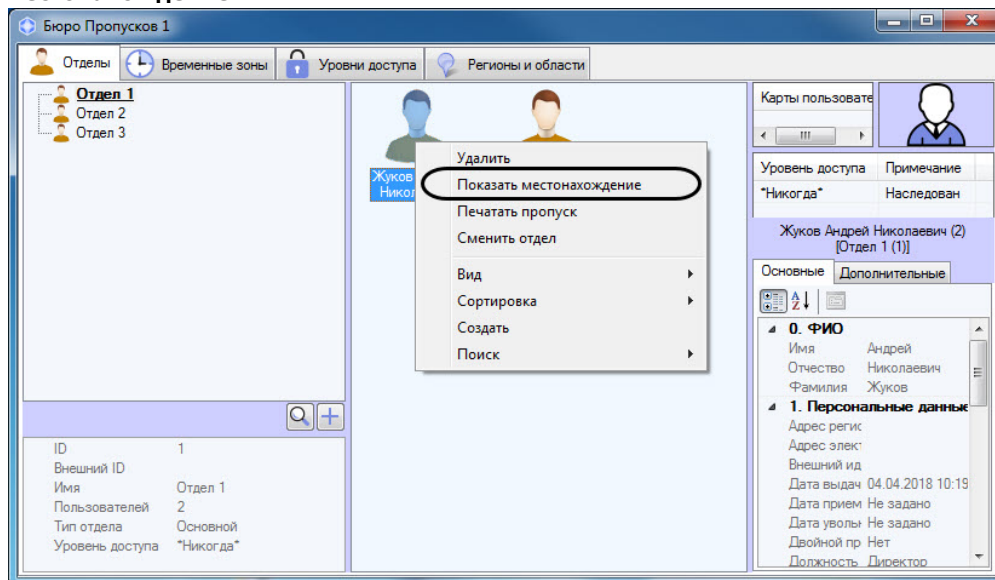 Бюро Пропусков 1
Отделы
Временные зоны
Уровни доступа
Регионы и области
Отдел 1
Отдел 2
Отдел 3
ID 1
Внешний ID
Имя Отдел 1
Пользователей 2
Тип отдела Основной
Уровень доступа *Никогда*
Жуков
Никол
Удалить
Показать местонахождение
Печатать пропуск
Сменить отдел
Вид
Сортировка
Создать
Поиск
Карты пользовате
Уровень доступа Примечание
*Никогда* Наследован
Жуков Андрей Николаевич (2)
[Отдел 1 (1)]
Основные Дополнительные
0. ФИО
Имя Андрей
Отчество Николаевич
Фамилия Жуков
1. Персональные данные
Адрес регис
Адрес элект
Внешний ид
Дата выдач 04.04.2018 10:19
Дата прием Не задано
Дата увольн Не задано
Двойной пр Нет
Должность Директор